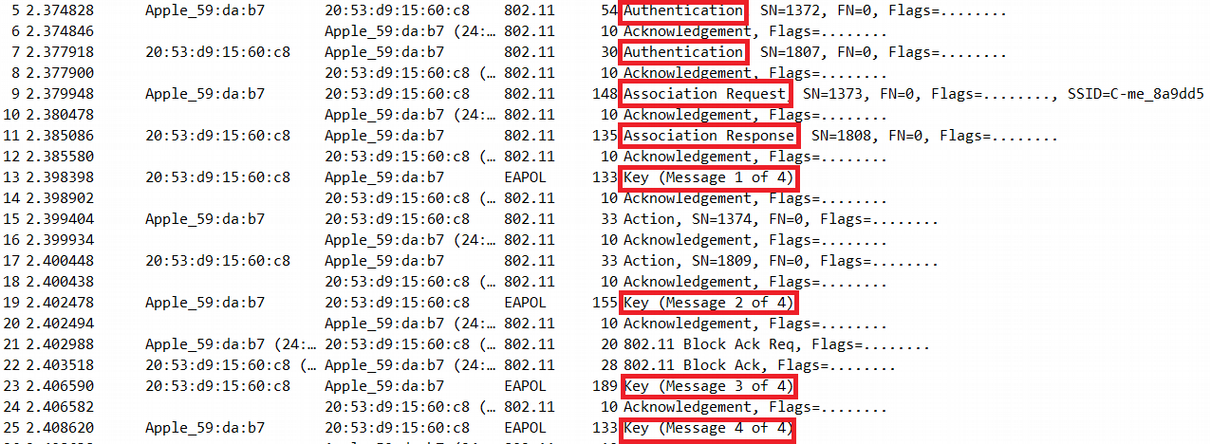 5 2.374828 Apple_59:da:b7 20:53:d9:15:60:c8 802.11 54 Authentication SN=1372, FN=0, Flags=........
6 2.374846 Apple_59:da:b7 (24:… 802.11 10 Acknowledgement, Flags=........
7 2.377918 20:53:d9:15:60:c8 Apple_59:da:b7 802.11 30 Authentication SN=1807, FN=0, Flags=........
8 2.377900 20:53:d9:15:60:c8 (… 802.11 10 Acknowledgement, Flags=........
9 2.379948 Apple_59:da:b7 20:53:d9:15:60:c8 802.11 148 Association Request SN=1373, FN=0, Flags=........, SSID=C-me_8a9dd5
10 2.380478 Apple_59:da:b7 (24:… 802.11 10 Acknowledgement, Flags=........
11 2.385086 20:53:d9:15:60:c8 Apple_59:da:b7 802.11 135 Association Response SN=1808, FN=0, Flags=........
12 2.385580 20:53:d9:15:60:c8 (… 802.11 10 Acknowledgement, Flags=........
13 2.398398 20:53:d9:15:60:c8 Apple_59:da:b7 EAPOL 133 Key (Message 1 of 4)
14 2.398902 20:53:d9:15:60:c8 (… 802.11 10 Acknowledgement, Flags=........
15 2.399404 Apple_59:da:b7 20:53:d9:15:60:c8 802.11 33 Action, SN=1374, FN=0, Flags=........
16 2.399934 Apple_59:da:b7 (24:… 802.11 10 Acknowledgement, Flags=........
17 2.400448 20:53:d9:15:60:c8 Apple_59:da:b7 802.11 33 Action, SN=1809, FN=0, Flags=........
18 2.400438 20:53:d9:15:60:c8 (… 802.11 10 Acknowledgement, Flags=........
19 2.402478 Apple_59:da:b7 20:53:d9:15:60:c8 EAPOL 155 Key (Message 2 of 4)
20 2.402494 Apple_59:da:b7 (24:… 802.11 10 Acknowledgement, Flags=........
21 2.402988 Apple_59:da:b7 (24:… 20:53:d9:15:60:c8 (… 802.11 20 802.11 Block Ack Req, Flags=........
22 2.403518 20:53:d9:15:60:c8 (… Apple_59:da:b7 (24:… 802.11 28 802.11 Block Ack, Flags=........
23 2.406590 20:53:d9:15:60:c8 Apple_59:da:b7 EAPOL 189 Key (Message 3 of 4)
24 2.406582 20:53:d9:15:60:c8 (… 802.11 10 Acknowledgement, Flags=........
25 2.408620 Apple_59:da:b7 20:53:d9:15:60:c8 EAPOL 133 Key (Message 4 of 4)